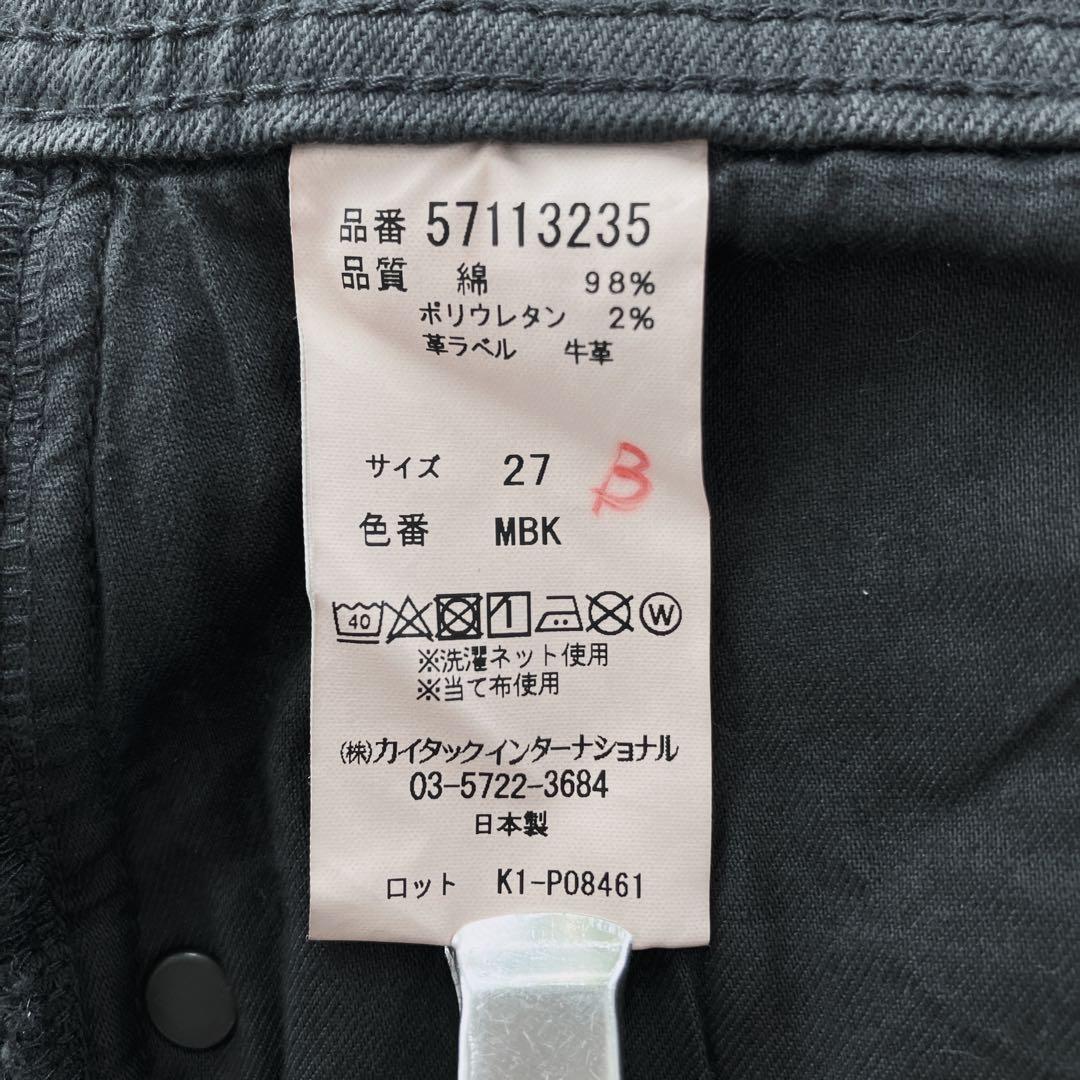 品番 57113235
品質 綿 98%
ポリウレタン 2%
革ラベル 牛革
サイズ 27 B
色番 MBK
40 W
※洗濯ネット使用
※当て布使用
(株)カイタックインターナショナル
03-5722-3684
日本製
ロット K1-P08461